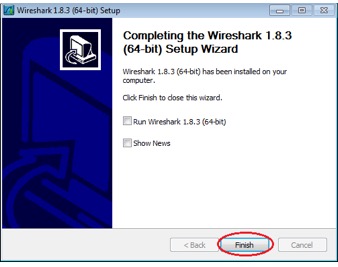 Wireshark 1.8.3 (64-bit) Setup
Completing the Wireshark 1.8.3
(64-bit) Setup Wizard
Wireshark 1.8.3 (64-bit) has been installed on your
computer.
Click Finish to close this wizard.
Run Wireshark 1.8.3 (64-bit)
Show News
< Back
Finish
Cancel